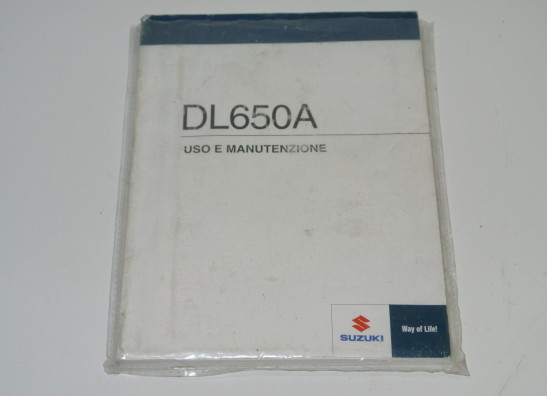 DL650A
USO E MANUTENZIONE
SUZUKI
Way of Life!